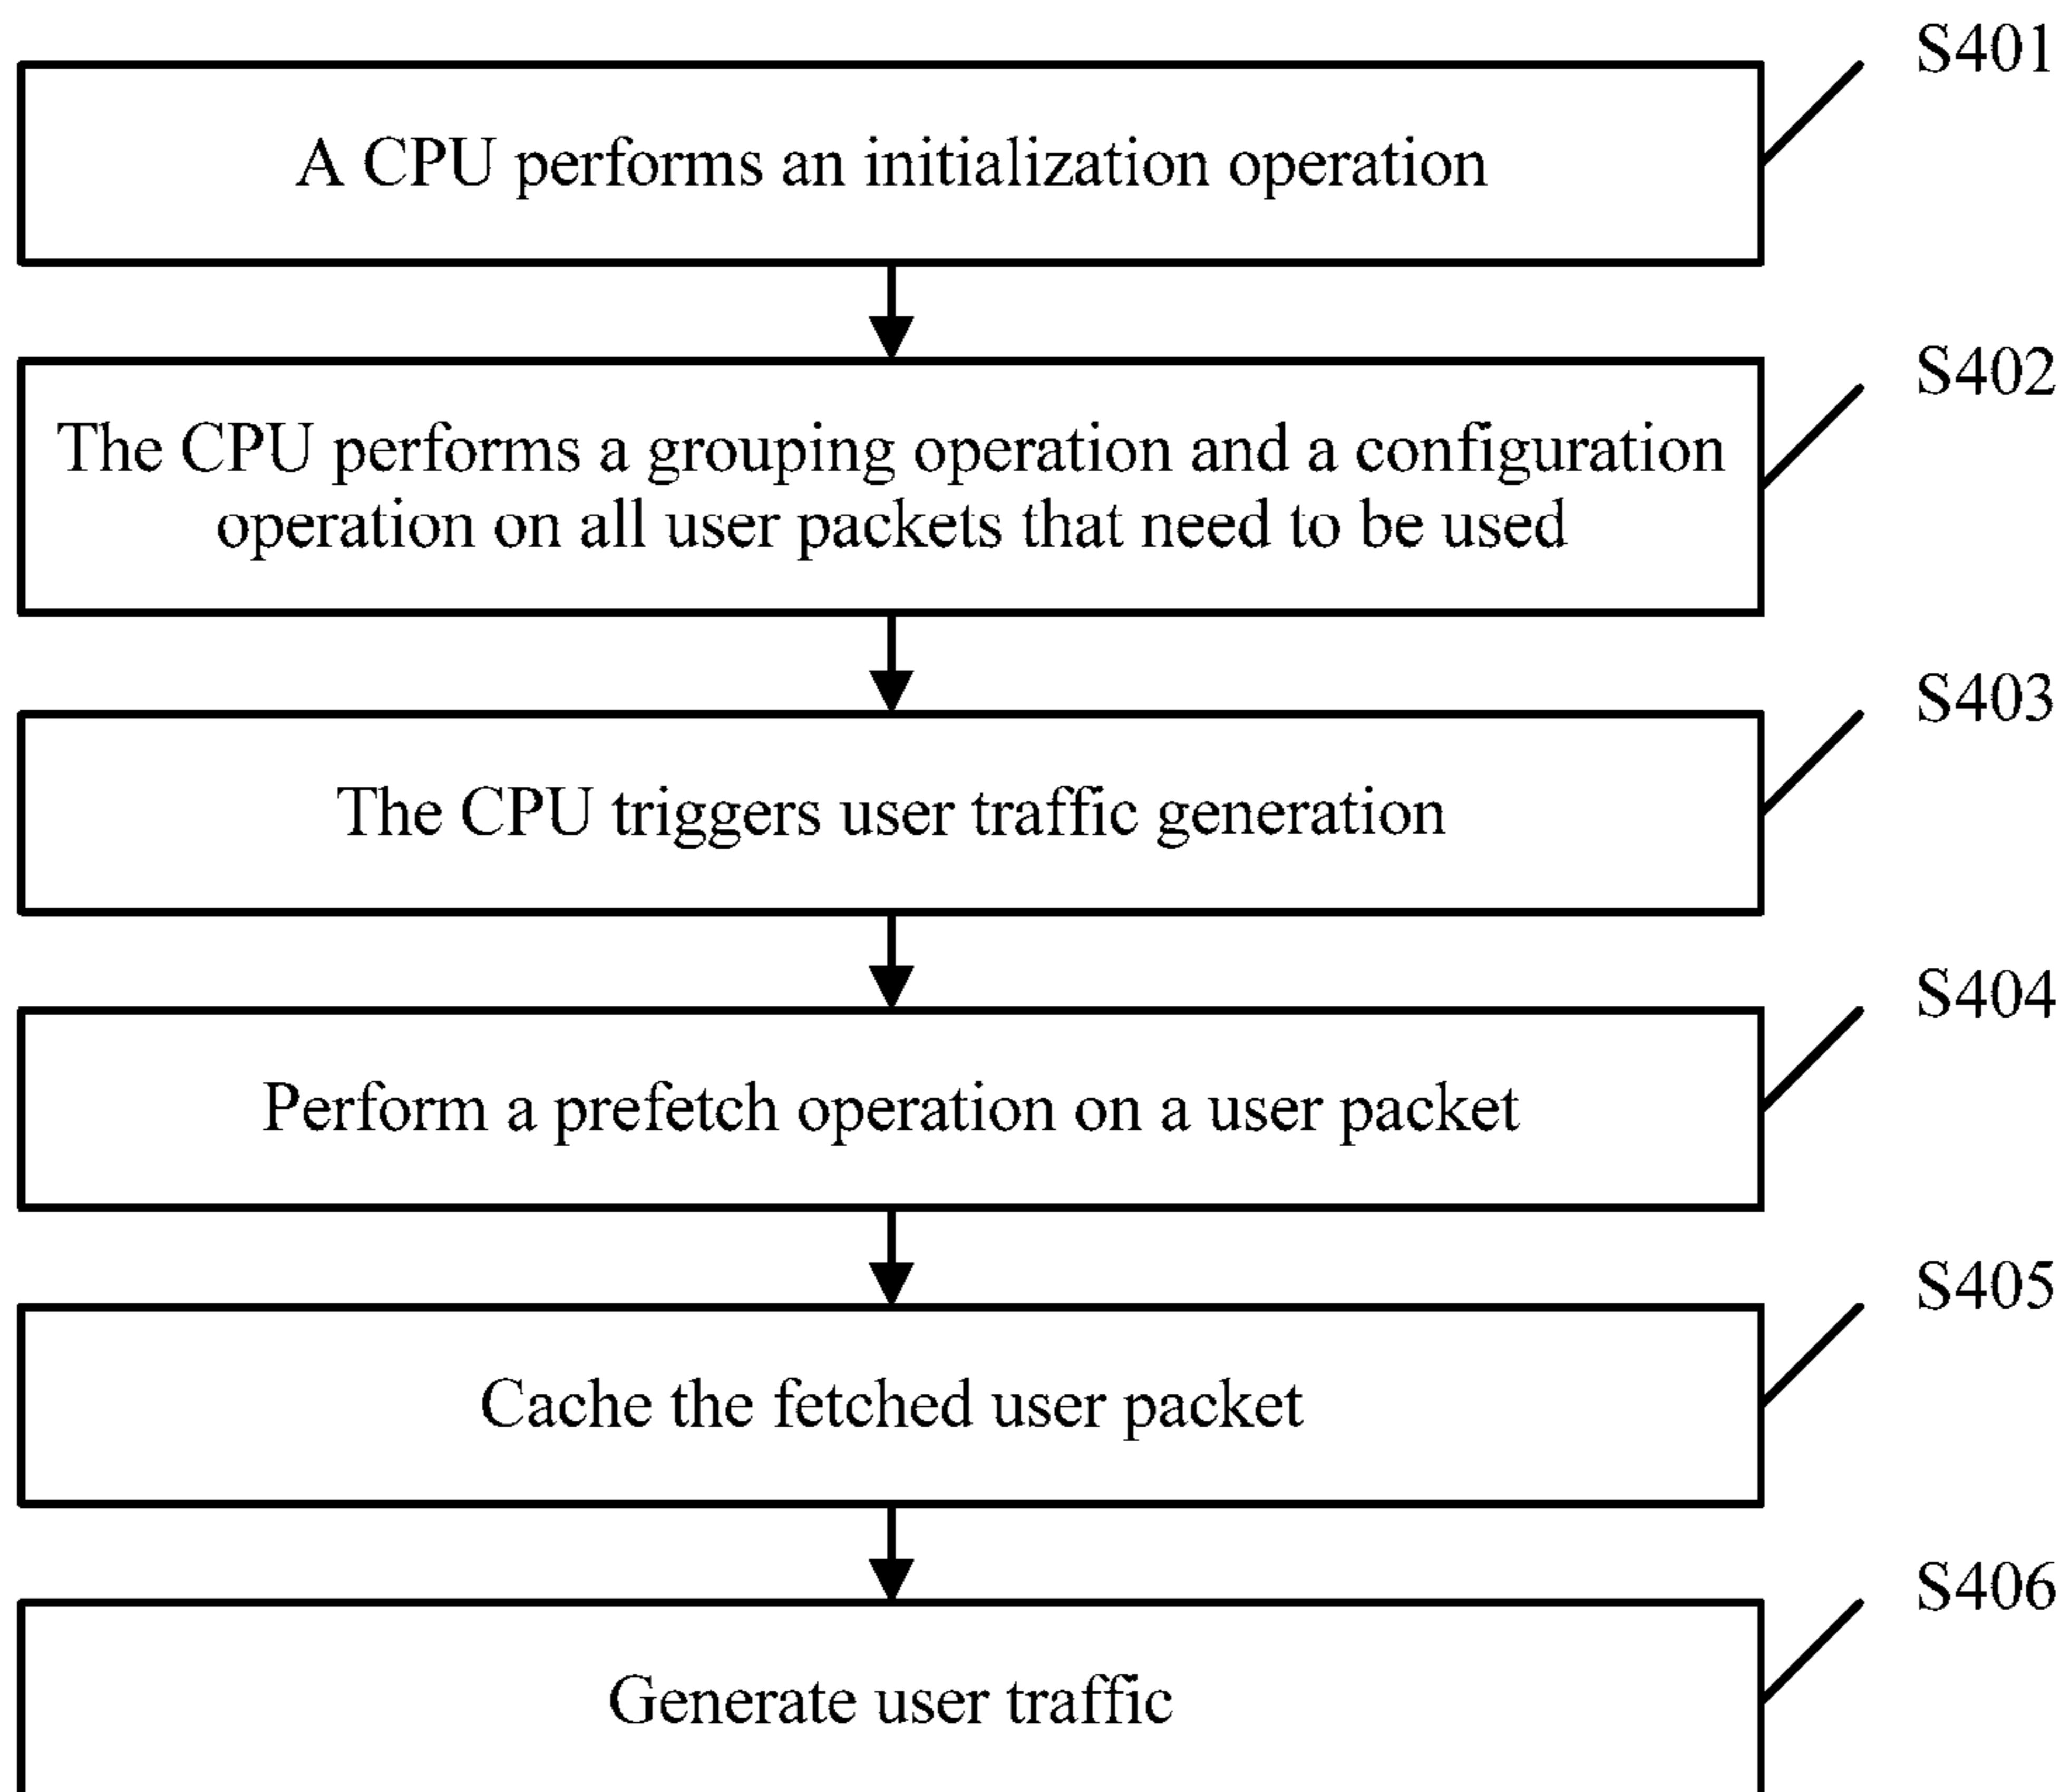 S401
A CPU performs an initialization operation
S402
The CPU performs a grouping operation and a configuration
operation on all user packets that need to be used
S403
The CPU triggers user traffic generation
S404
Perform a prefetch operation on a user packet
S405
Cache the fetched user packet
S406
Generate user traffic